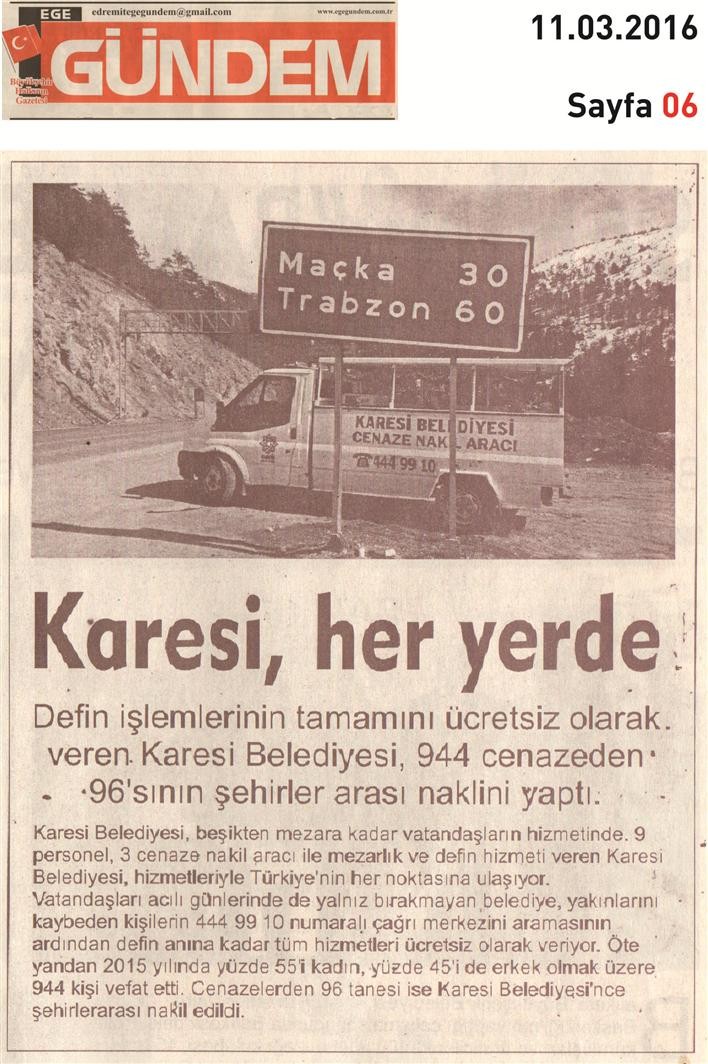 EGE
edremitegegundem@gmail.com
www.egegundem.com.tr
GÜNDEM
Büyükşehir
Halkının
Gazetesi
11.03.2016
Sayfa 06
Maçka 30
Trabzon 60
KARESİ BELEDİYESİ
CENAZE NAKİL ARACI
☎444 99 10
Karesi, her yerde
Defin işlemlerinin tamamını ücretsiz olarak
veren Karesi Belediyesi, 944 cenazeden
96'sının şehirler arası naklini yaptı.
Karesi Belediyesi, beşikten mezara kadar vatandaşların hizmetinde. 9
personel, 3 cenaze nakil aracı ile mezarlık ve defin hizmeti veren Karesi
Belediyesi, hizmetleriyle Türkiye'nin her noktasına ulaşıyor.
Vatandaşları acılı günlerinde de yalnız bırakmayan belediye, yakınlarını
kaybeden kişilerin 444 99 10 numaralı çağrı merkezini aramasının
ardından defin anına kadar tüm hizmetleri ücretsiz olarak veriyor. Öte
yandan 2015 yılında yüzde 55'i kadın, yüzde 45'i de erkek olmak üzere
944 kişi vefat etti. Cenazelerden 96 tanesi ise Karesi Belediyesi'nce
şehirlerarası nakil edildi.